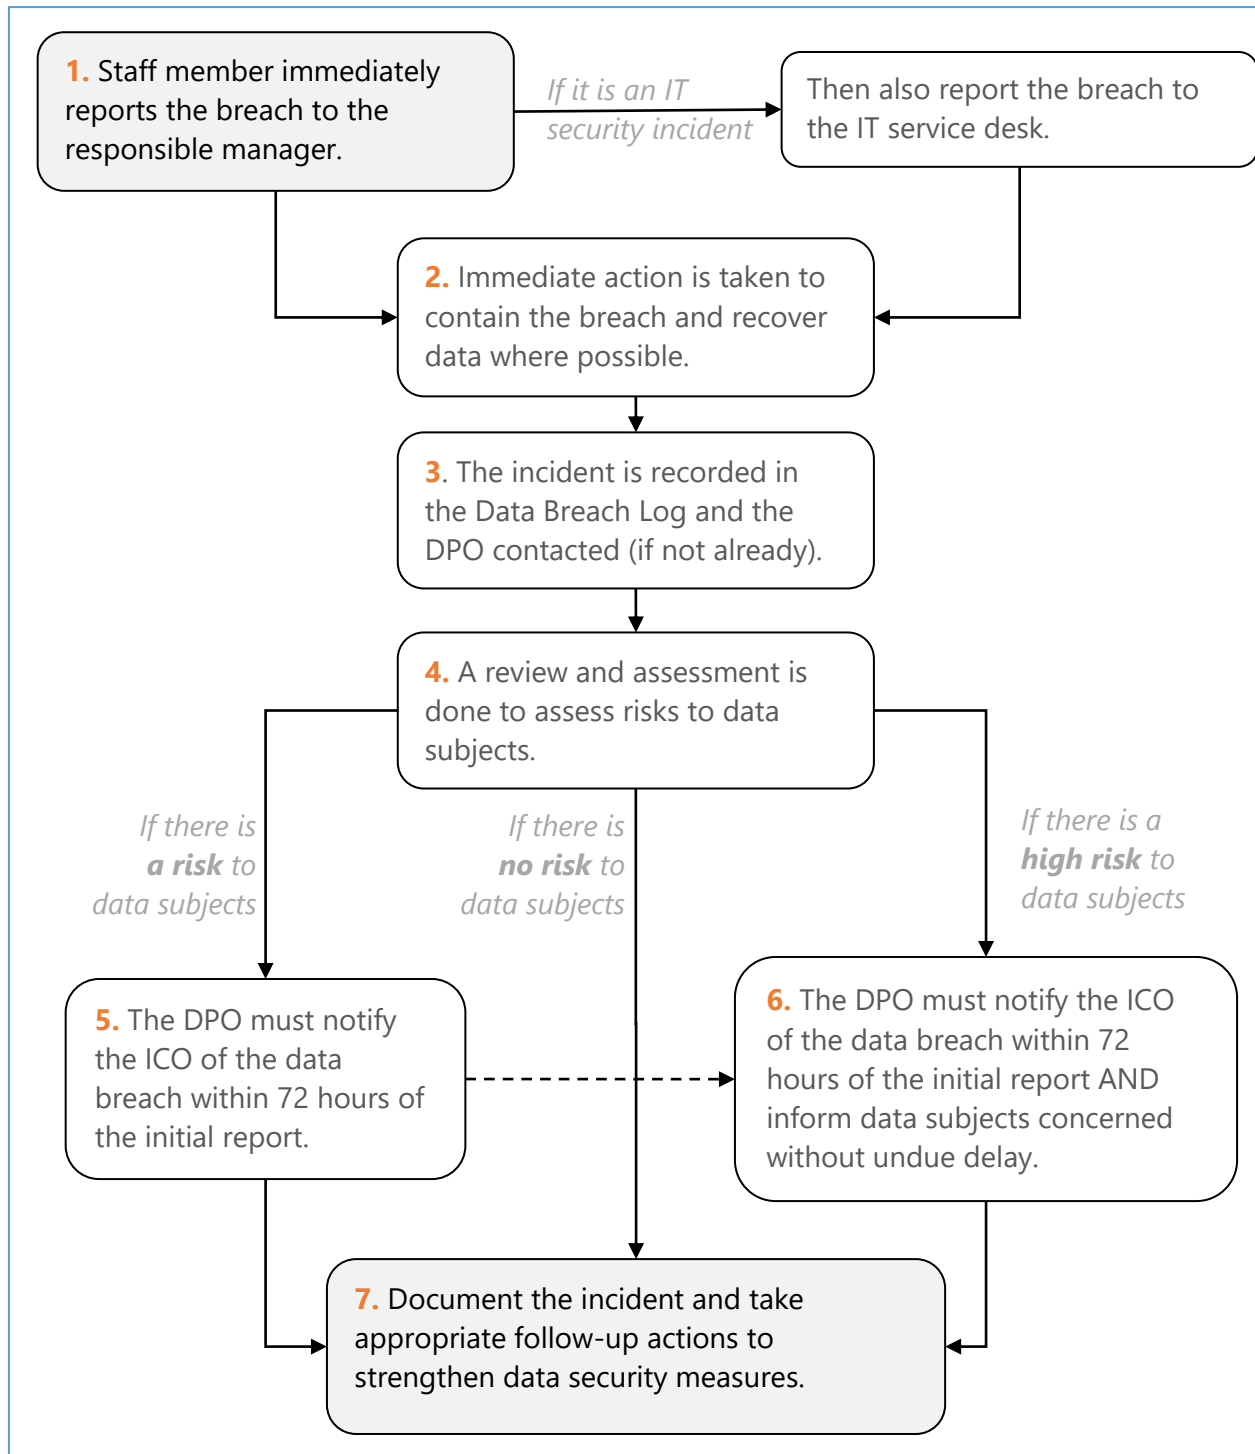 1. Staff member immediately
reports the breach to the
responsible manager.
If it is an IT
security incident
Then also report the breach to
the IT service desk.
2. Immediate action is taken to
contain the breach and recover
data where possible.
3. The incident is recorded in
the Data Breach Log and the
DPO contacted (if not already).
4. A review and assessment is
done to assess risks to data
subjects.
If there is
a risk to
data subjects
If there is
no risk to
data subjects
If there is a
high risk to
data subjects
5. The DPO must notify
the ICO of the data
breach within 72 hours of
the initial report.
6. The DPO must notify the ICO
of the data breach within 72
hours of the initial report AND
inform data subjects concerned
without undue delay.
7. Document the incident and take
appropriate follow-up actions to
strengthen data security measures.